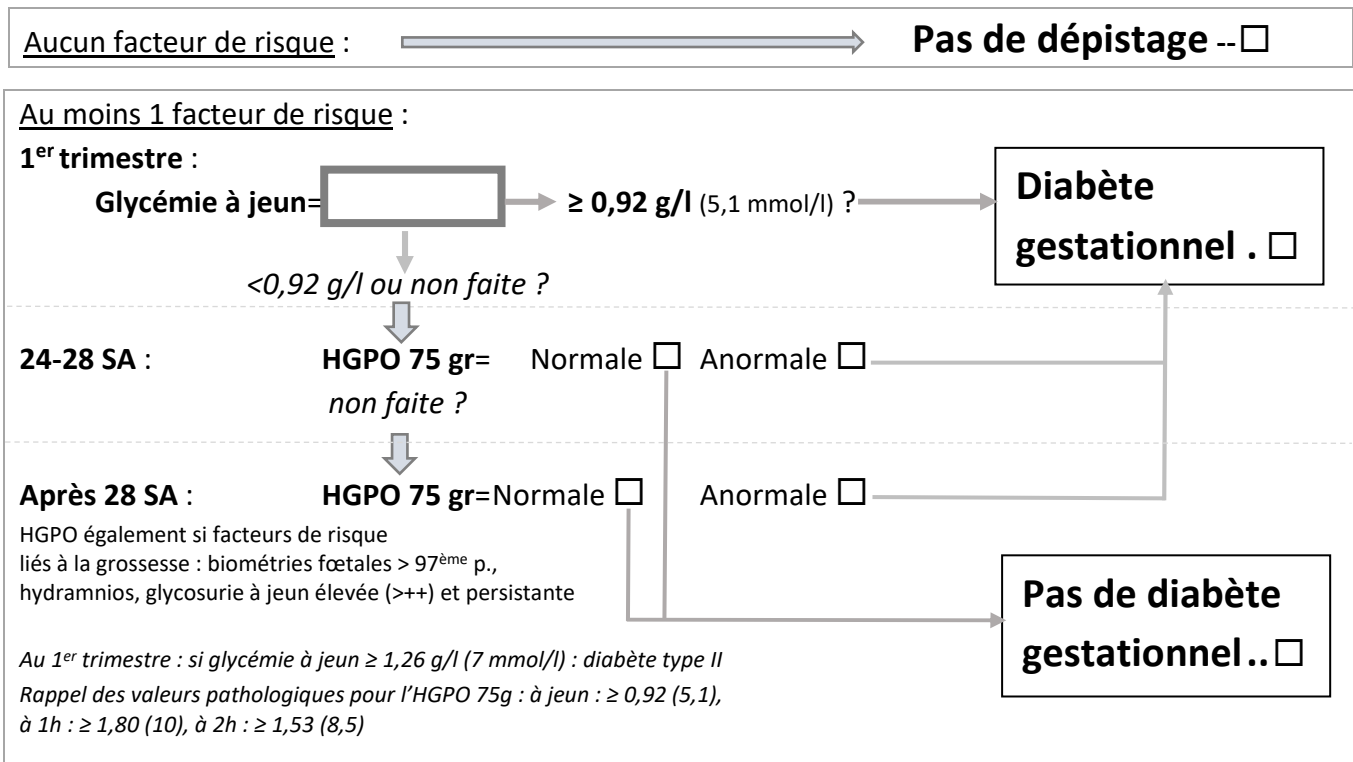 Aucun facteur de risque : Pas de dépistage --☐
Au moins 1 facteur de risque :
1er trimestre :
Glycémie à jeun= ≥ 0,92 g/l (5,1 mmol/l) ?
Diabète
gestationnel . ☐
<0,92 g/l ou non faite ?
24-28 SA : HGPO 75 gr= Normale ☐ Anormale ☐
non faite ?
Après 28 SA : HGPO 75 gr=Normale ☐ Anormale ☐
HGPO également si facteurs de risque
liés à la grossesse : biométries fœtales > 97ème p.,
hydramnios, glycosurie à jeun élevée (>++) et persistante
Pas de diabète
gestationnel.. ☐
Au 1er trimestre : si glycémie à jeun ≥ 1,26 g/l (7 mmol/l) : diabète type II
Rappel des valeurs pathologiques pour l’HGPO 75g : à jeun : ≥ 0,92 (5,1),
à 1h : ≥ 1,80 (10), à 2h : ≥ 1,53 (8,5)